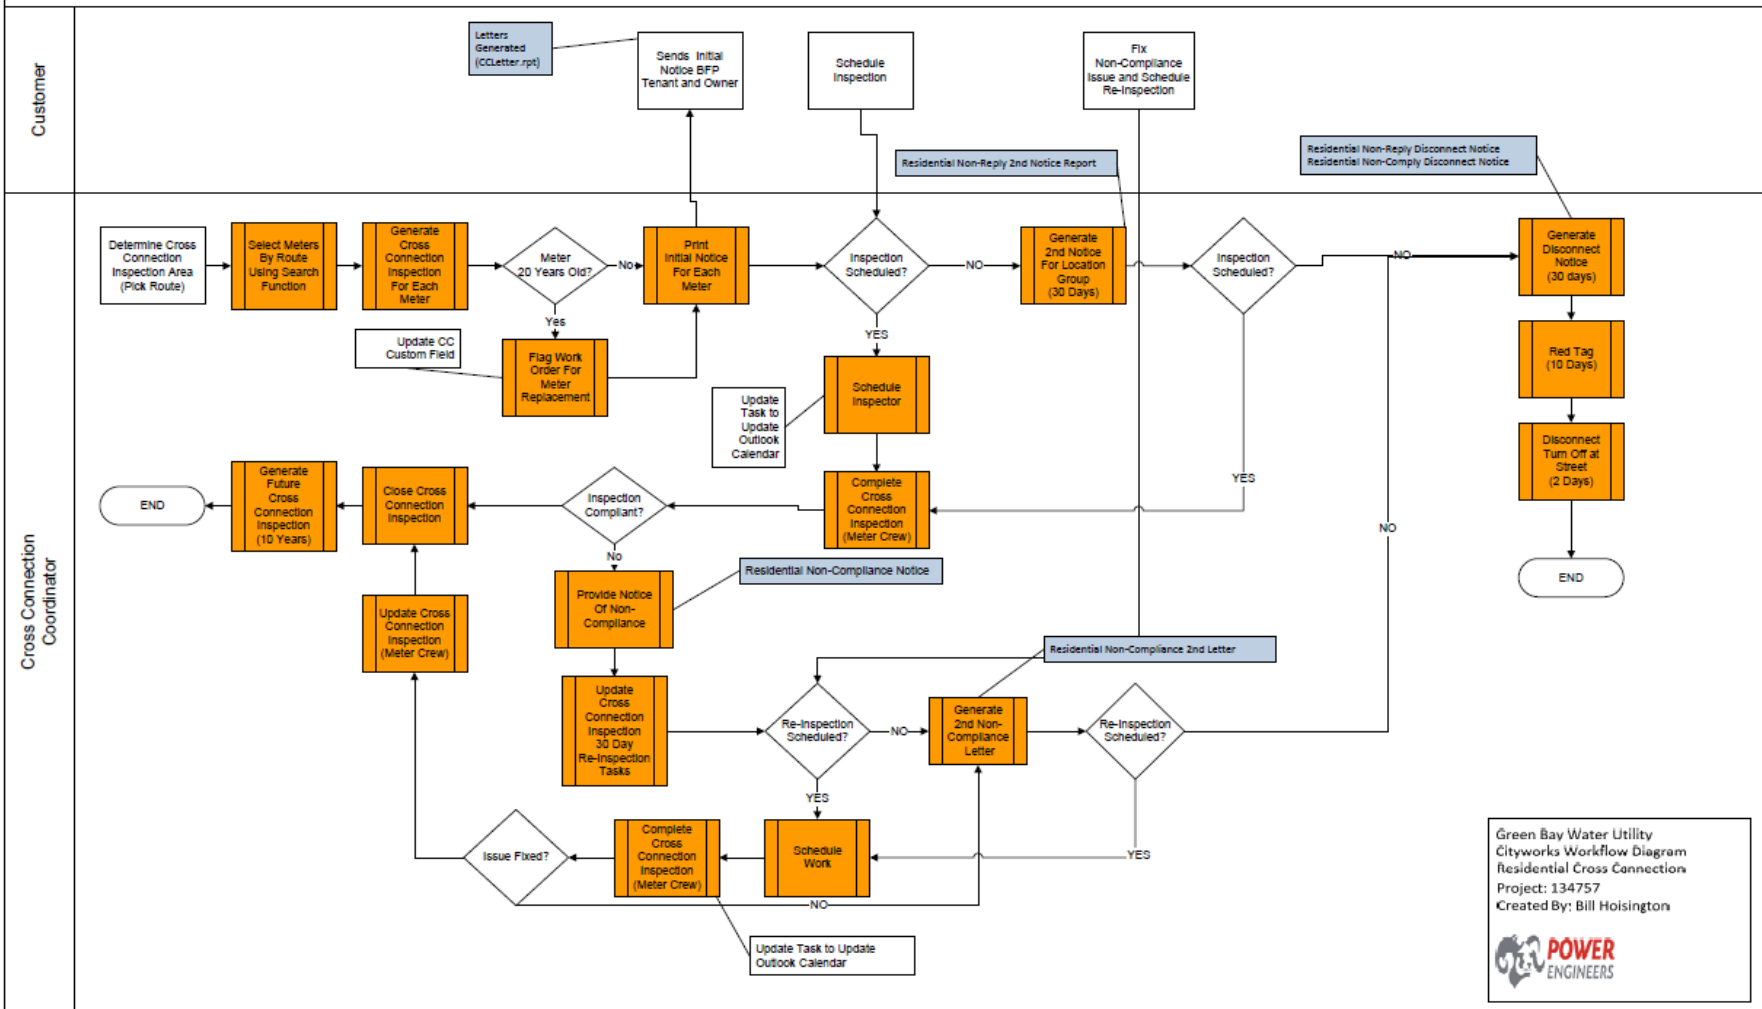 Customer
Letters
Generated
(CCLetter.rpt)
Sends Initial
Notice BFP
Tenant and Owner
Schedule
Inspection
Fix
Non-Compliance
Issue and Schedule
Re-Inspection
Residential Non-Reply 2nd Notice Report
Residential Non-Reply Disconnect Notice
Residential Non-Comply Disconnect Notice
Cross Connection
Coordinator
Determine Cross
Connection
Inspection Area
(Pick Route)
Select Meters
By Route
Using Search
Function
Generate
Cross
Connection
Inspection
For Each
Meter
Meter
20 Years Old?
No
Yes
Print
Initial Notice
For Each
Meter
Inspection
Scheduled?
NO
YES
Generate
2nd Notice
For Location
Group
(30 Days)
Inspection
Scheduled?
NO
YES
Generate
Disconnect
Notice
(30 days)
Update CC
Custom Field
Flag Work
Order For
Meter
Replacement
Update
Task to
Update
Outlook
Calendar
Schedule
Inspector
Red Tag
(10 Days)
Disconnect
Turn Off at
Street
(2 Days)
END
END
Generate
Future
Cross
Connection
Inspection
(10 Years)
Close Cross
Connection
Inspection
Inspection
Compliant?
No
Complete
Cross
Connection
Inspection
(Meter Crew)
NO
Residential Non-Compliance Notice
Provide Notice
Of Non-
Compliance
Update Cross
Connection
Inspection
(Meter Crew)
Residential Non-Compliance 2nd Letter
Update
Cross
Connection
Inspection
30 Day
Re-Inspection
Tasks
Re-Inspection
Scheduled?
NO
YES
Generate
2nd Non-
Compliance
Letter
Re-Inspection
Scheduled?
YES
Issue Fixed?
NO
Complete
Cross
Connection
Inspection
(Meter Crew)
Schedule
Work
Update Task to Update
Outlook Calendar
Green Bay Water Utility
Cityworks Workflow Diagram
Residential Cross Connection
Project: 134757
Created By: Bill Hoisington
POWER
ENGINEERS